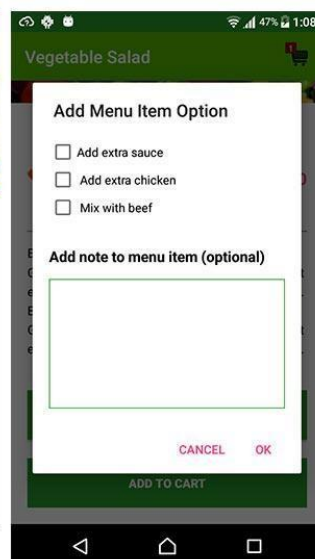 47% 1:08
Vegetable Salad
1
Add Menu Item Option
Add extra sauce
Add extra chicken
Mix with beef
Add note to menu item (optional)
CANCEL OK
ADD TO CART